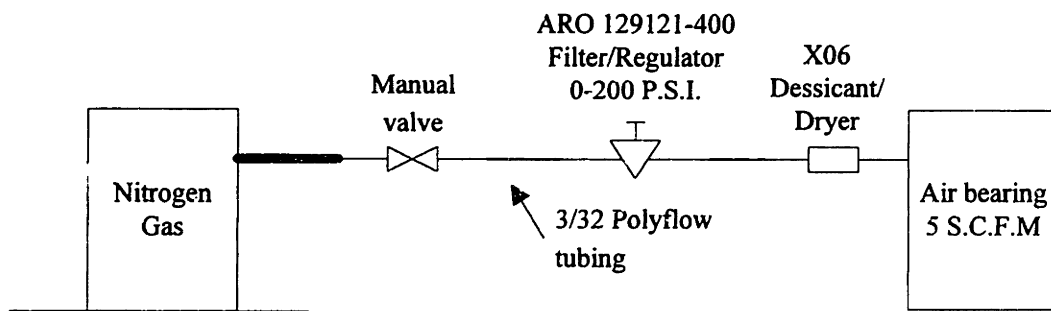 ARO 129121-400
Filter/Regulator
0-200 P.S.I.
X06
Dessicant/
Dryer
Manual
valve
Nitrogen
Gas
3/32 Polyflow
tubing
Air bearing
5 S.C.F.M